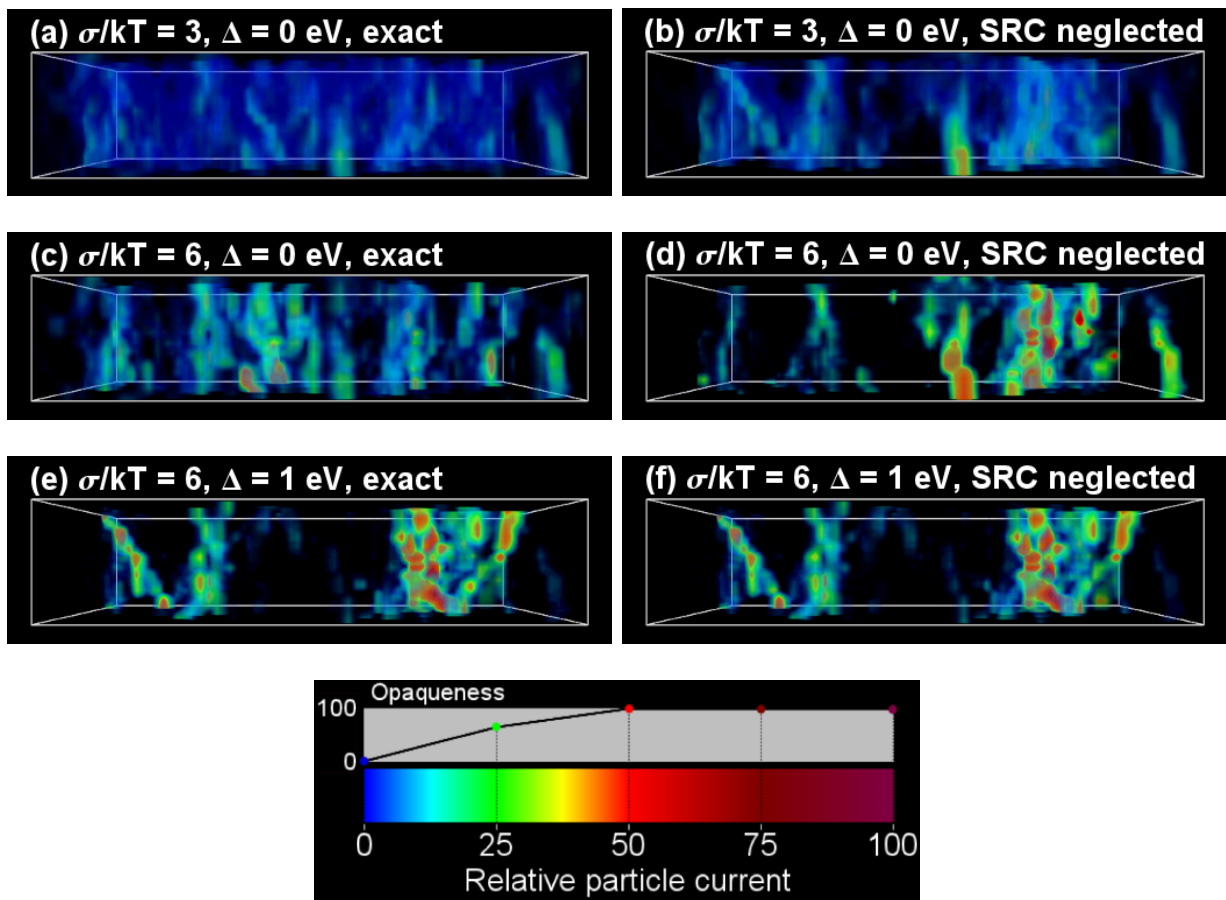 (a) σ/kT = 3, Δ = 0 eV, exact
(b) σ/kT = 3, Δ = 0 eV, SRC neglected
(c) σ/kT = 6, Δ = 0 eV, exact
(d) σ/kT = 6, Δ = 0 eV, SRC neglected
(e) σ/kT = 6, Δ = 1 eV, exact
(f) σ/kT = 6, Δ = 1 eV, SRC neglected
Opaqueness
100
0
0 25 50 75 100
Relative particle current